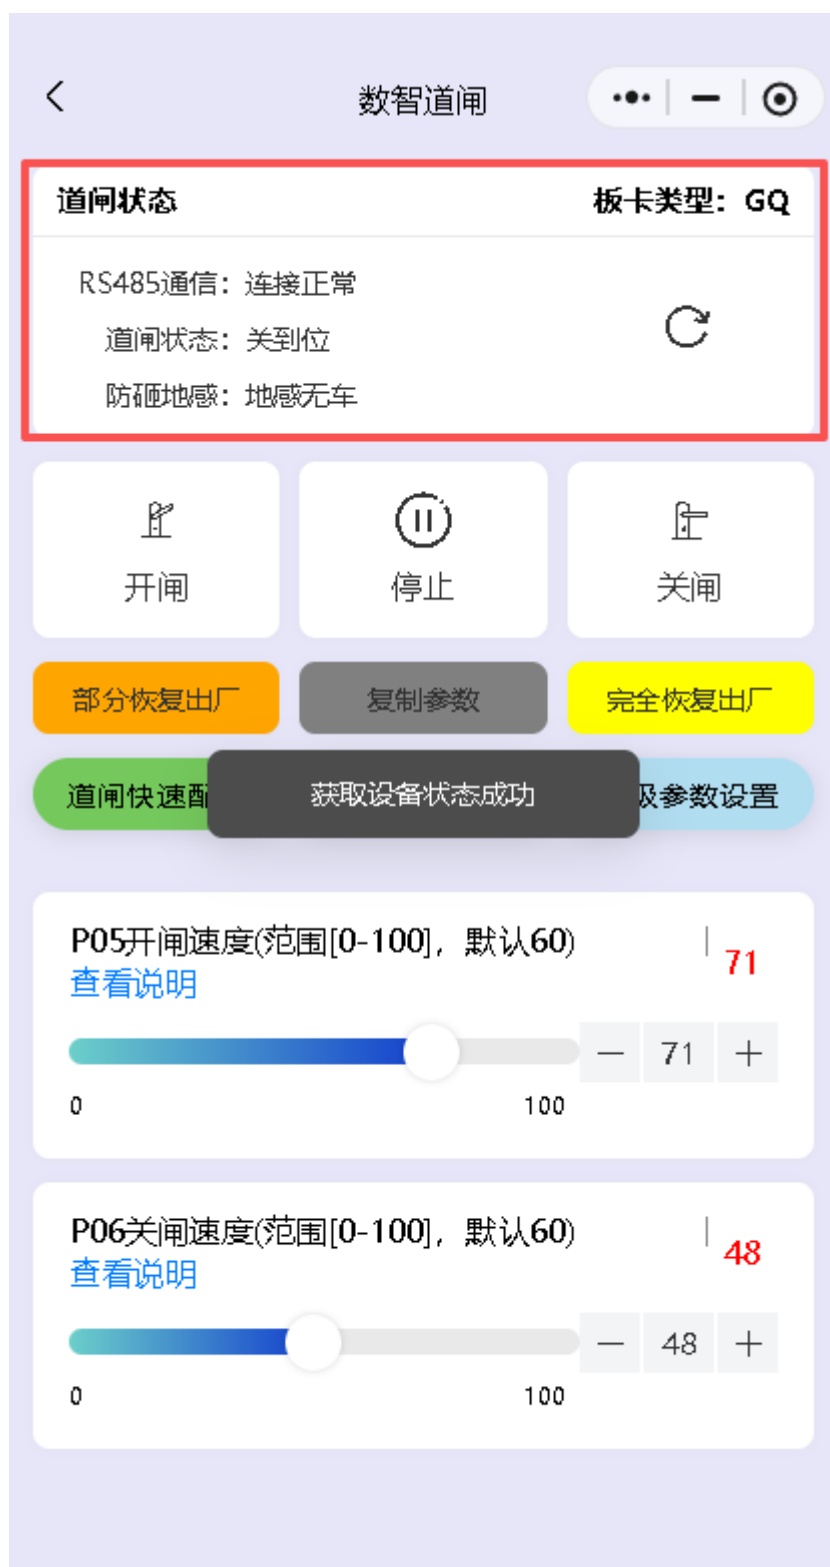 数智道闸
道闸状态 板卡类型：GQ
RS485通信：连接正常
道闸状态：关到位
防砸地感：地感无车
开闸 停止 关闸
部分恢复出厂 复制参数 完全恢复出厂
道闸快速配 获取设备状态成功 级参数设置
P05开闸速度(范围[0-100]，默认60) 71
查看说明
— 71 +
0 100
P06关闸速度(范围[0-100]，默认60) 48
查看说明
— 48 +
0 100